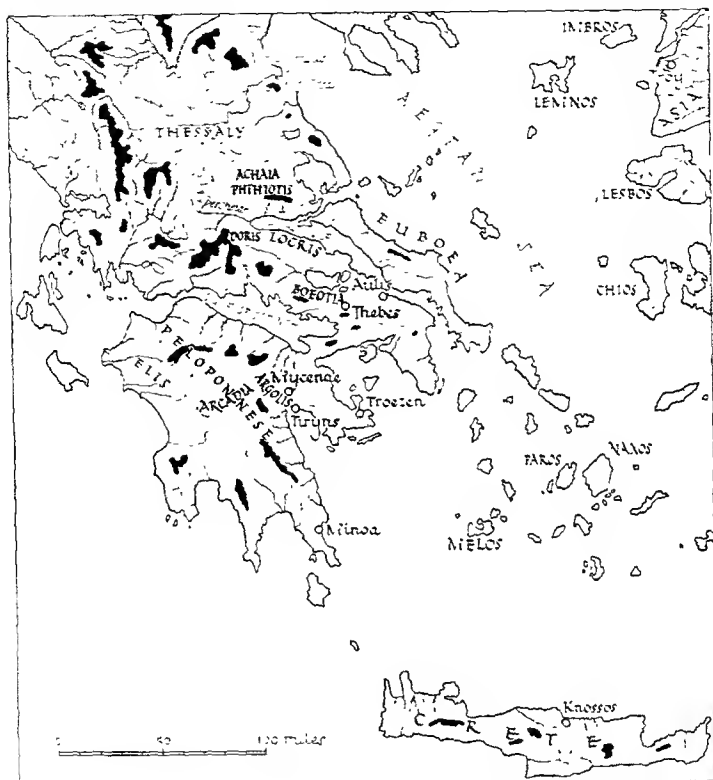 IMBROS
LEMNOS
THESSALY
AEGEAN
SEA
ACHAIA
PHTHIOTIS
LESBOS
EUBOEA
DORIS
LOCRIS
CHIOS
BOEOTIA
Aulis
Thebes
PELOPONNESE
ELIS
ARCADIA
ARGOLIS
Mycenae
Troezen
Tiryns
PAROS
NAXOS
Minoa
MELOS
Knossos
CRETE
0 50 100 miles